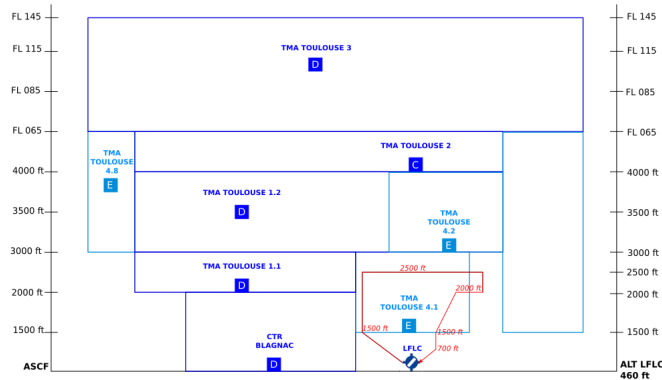 FL 145
FL 145
TMA TOULOUSE 3
D
FL 115
FL 115
FL 085
FL 085
FL 065
FL 065
TMA TOULOUSE 2
C
TMA
TOULOUSE
4.8
E
4000 ft
4000 ft
TMA TOULOUSE 1.2
D
3500 ft
3500 ft
TMA
TOULOUSE
4.2
E
3000 ft
3000 ft
TMA TOULOUSE 1.1
D
2500 ft
2500 ft
2000 ft
2000 ft
2000 ft
TMA
TOULOUSE 4.1
E
1500 ft
1500 ft
1500 ft
1500 ft
CTR
BLAGNAC
D
LFLC
700 ft
ASCF
ALT LFLC
460 ft